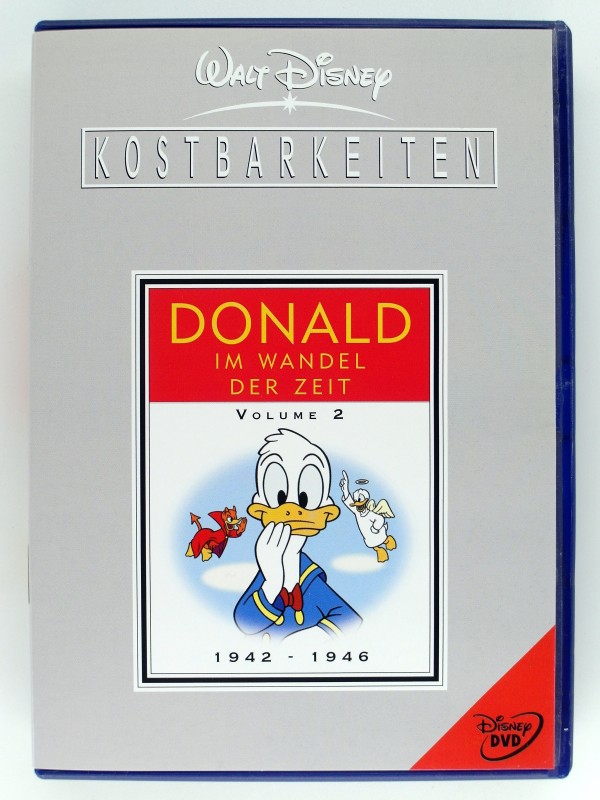 WALT DISNEY
KOSTBARKEITEN
DONALD
IM WANDEL
DER ZEIT
VOLUME 2
1942 - 1946
DISNEY
DVD